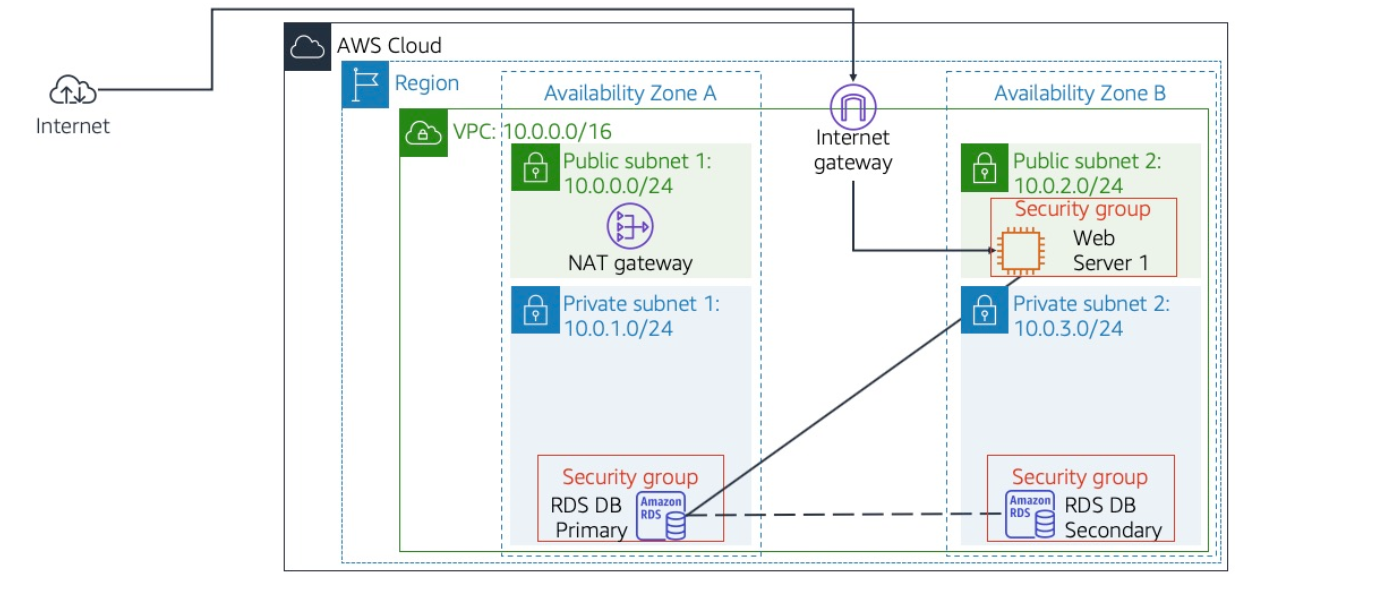 AWS Cloud
Region
Internet
Availability Zone A
Availability Zone B
VPC: 10.0.0.0/16
Internet
gateway
Public subnet 1:
10.0.0.0/24
NAT gateway
Public subnet 2:
10.0.2.0/24
Security group
Web
Server 1
Private subnet 1:
10.0.1.0/24
Private subnet 2:
10.0.3.0/24
Security group
RDS DB
Primary
Amazon
RDS
Security group
Amazon
RDS
RDS DB
Secondary